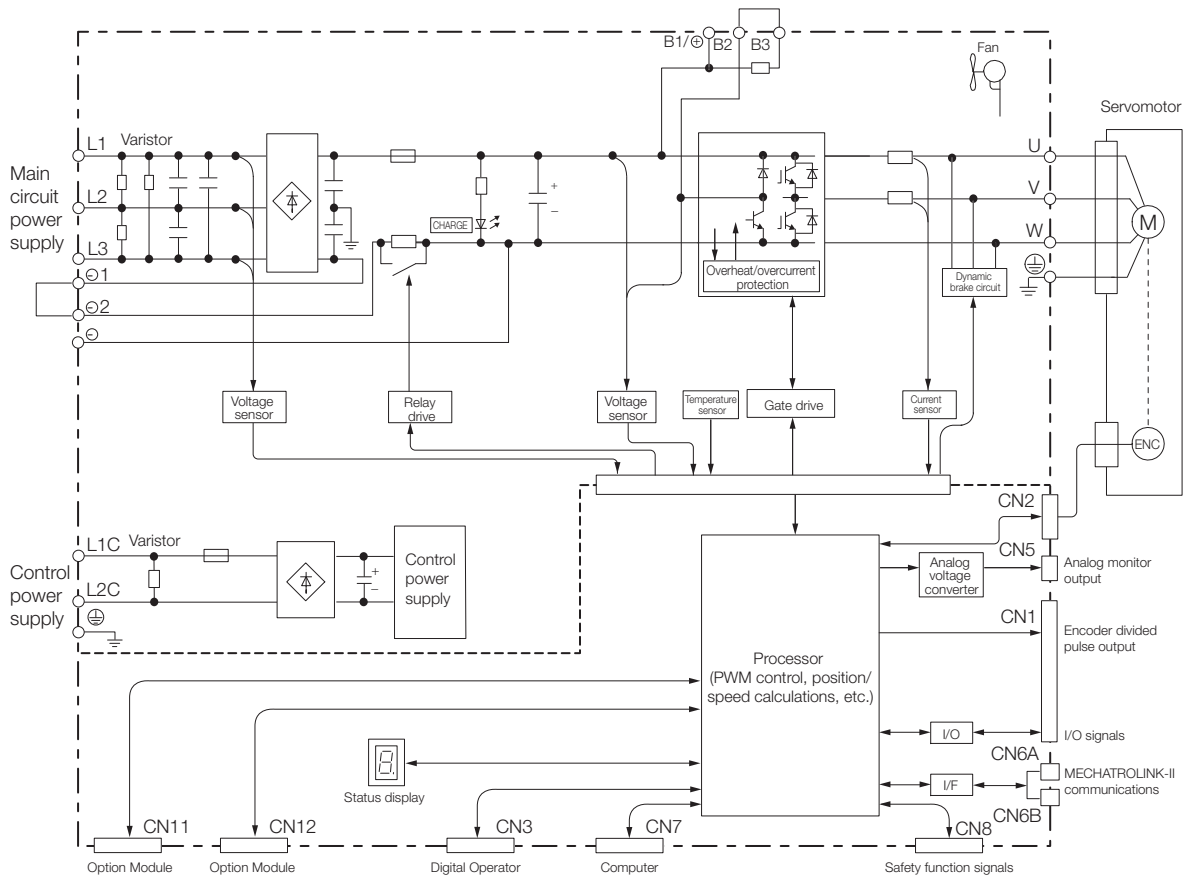 B1/⊕ B2 B3
Fan
Servomotor
Main
circuit
power
supply
L1
Varistor
L2
L3
⊖1
⊖2
⊖
CHARGE
+
–
Overheat/overcurrent
protection
U
V
W
M
Dynamic
brake circuit
Voltage
sensor
Relay
drive
Voltage
sensor
Temperature
sensor
Gate drive
Current
sensor
ENC
Control
power
supply
L1C
Varistor
L2C
+
–
Control
power
supply
CN2
CN5
Analog
voltage
converter
Analog monitor
output
CN1
Encoder divided
pulse output
Processor
(PWM control, position/
speed calculations, etc.)
I/O
I/O signals
CN6A
I/F
MECHATROLINK-II
communications
CN6B
8.
Status display
CN11
Option Module
CN12
Option Module
CN3
Digital Operator
CN7
Computer
CN8
Safety function signals